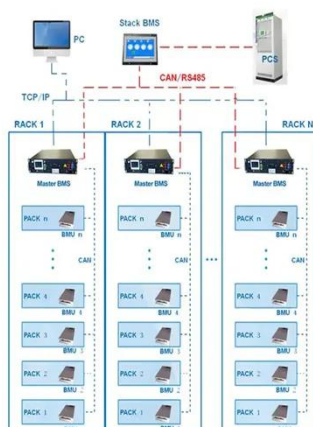 PC
Stack BMS
PCS
CAN/RS485
TCP/IP
RACK 1
RACK 2
RACK N
Master BMS
Master BMS
Master BMS
PACK n
BMU n
PACK n
BMU n
PACK n
BMU n
CAN
CAN
CAN
PACK 4
BMU 4
PACK 4
BMU 4
PACK 4
BMU 4
PACK 3
BMU 3
PACK 3
BMU 3
PACK 3
BMU 3
PACK 2
BMU 2
PACK 2
BMU 2
PACK 2
BMU 2
PACK 1
PACK 1
PACK 1